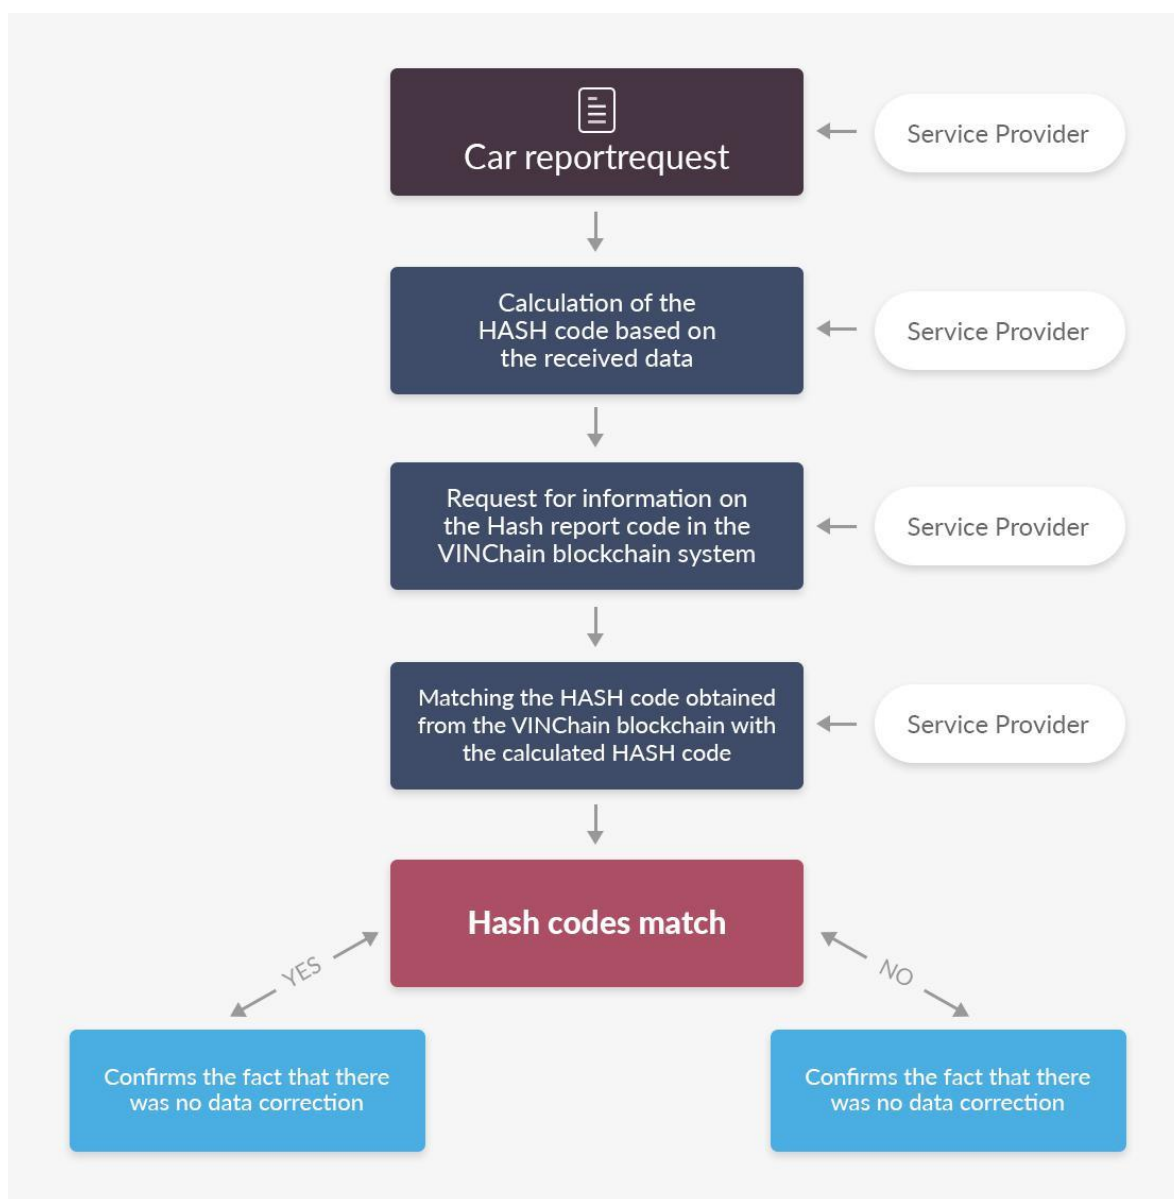 Car reportrequest
Service Provider
Calculation of the
HASH code based on
the received data
Service Provider
Request for information on
the Hash report code in the
VINChain blockchain system
Service Provider
Matching the HASH code obtained
from the VINChain blockchain with
the calculated HASH code
Service Provider
Hash codes match
YES
NO
Confirms the fact that there
was no data correction
Confirms the fact that there
was no data correction